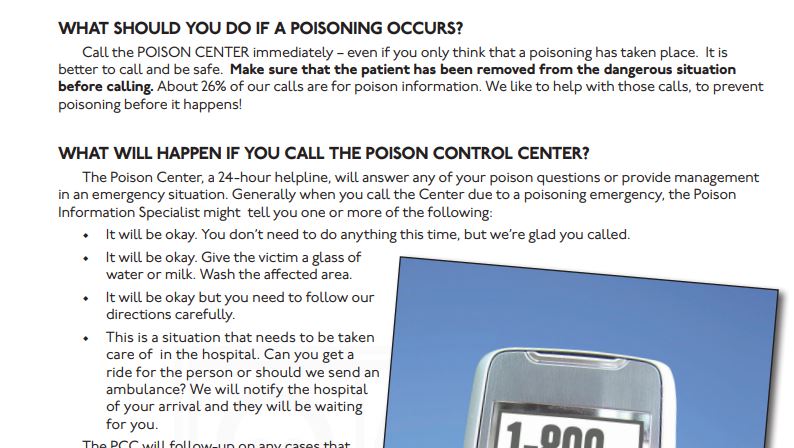 WHAT SHOULD YOU DO IF A POISONING OCCURS?
Call the POISON CENTER immediately – even if you only think that a poisoning has taken place.  It is
better to call and be safe.  Make sure that the patient has been removed from the dangerous situation
before calling. About 26% of our calls are for poison information. We like to help with those calls, to prevent
poisoning before it happens!
WHAT WILL HAPPEN IF YOU CALL THE POISON CONTROL CENTER?
The Poison Center, a 24-hour helpline, will answer any of your poison questions or provide management
in an emergency situation. Generally when you call the Center due to a poisoning emergency, the Poison
Information Specialist might  tell you one or more of the following:
• It will be okay. You don't need to do anything this time, but we're glad you called.
• It will be okay. Give the victim a glass of
water or milk. Wash the affected area.
• It will be okay but you need to follow our
directions carefully.
• This is a situation that needs to be taken
care of  in the hospital. Can you get a
ride for the person or should we send an
ambulance? We will notify the hospital
of your arrival and they will be waiting
for you.
The PCC will follow-up on any cases that
1-800